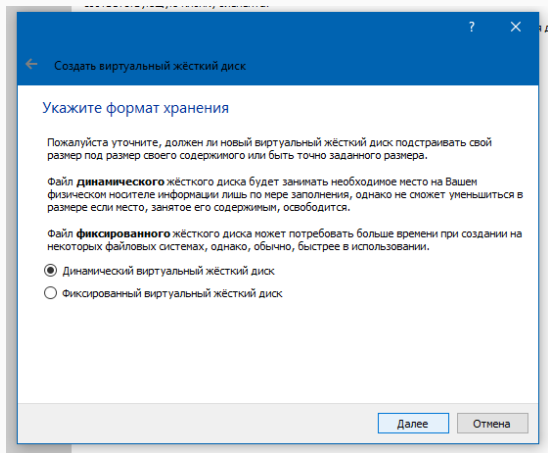 ?
Создать виртуальный жёсткий диск
Укажите формат хранения
Пожалуйста уточните, должен ли новый виртуальный жёсткий диск подстраивать свой
размер под размер своего содержимого или быть точно заданного размера.
Файл динамического жёсткого диска будет занимать необходимое место на Вашем
физическом носителе информации лишь по мере заполнения, однако не сможет уменьшиться в
размере если место, занятое его содержимым, освободится.
Файл фиксированного жёсткого диска может потребовать больше времени при создании на
некоторых файловых системах, однако, обычно, быстрее в использовании.
Динамический виртуальный жёсткий диск
Фиксированный виртуальный жёсткий диск
Далее Отмена